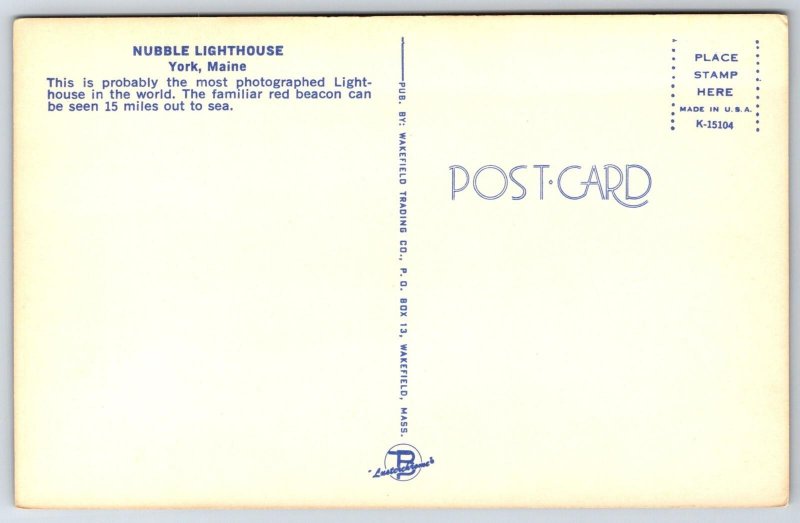 NUBBLE LIGHTHOUSE
York, Maine
This is probably the most photographed Light-
house in the world. The familiar red beacon can
be seen 15 miles out to sea.
PUB. BY: WAKEFIELD TRADING CO., P. O. BOX 13, WAKEFIELD, MASS.
PLACE
STAMP
HERE
MADE IN U.S.A.
K-15104
POST·CARD
TB
"Lusterchrome"